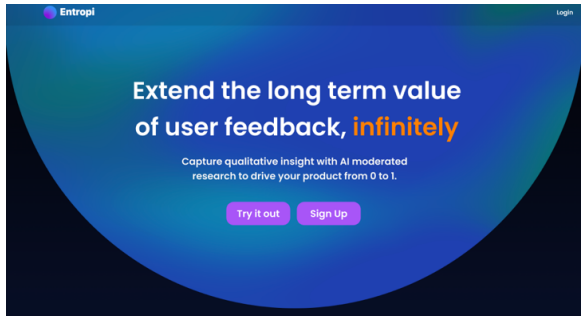 Entropi
Login
Extend the long term value
of user feedback, infinitely
Capture qualitative insight with AI moderated
research to drive your product from 0 to 1.
Try it out
Sign Up